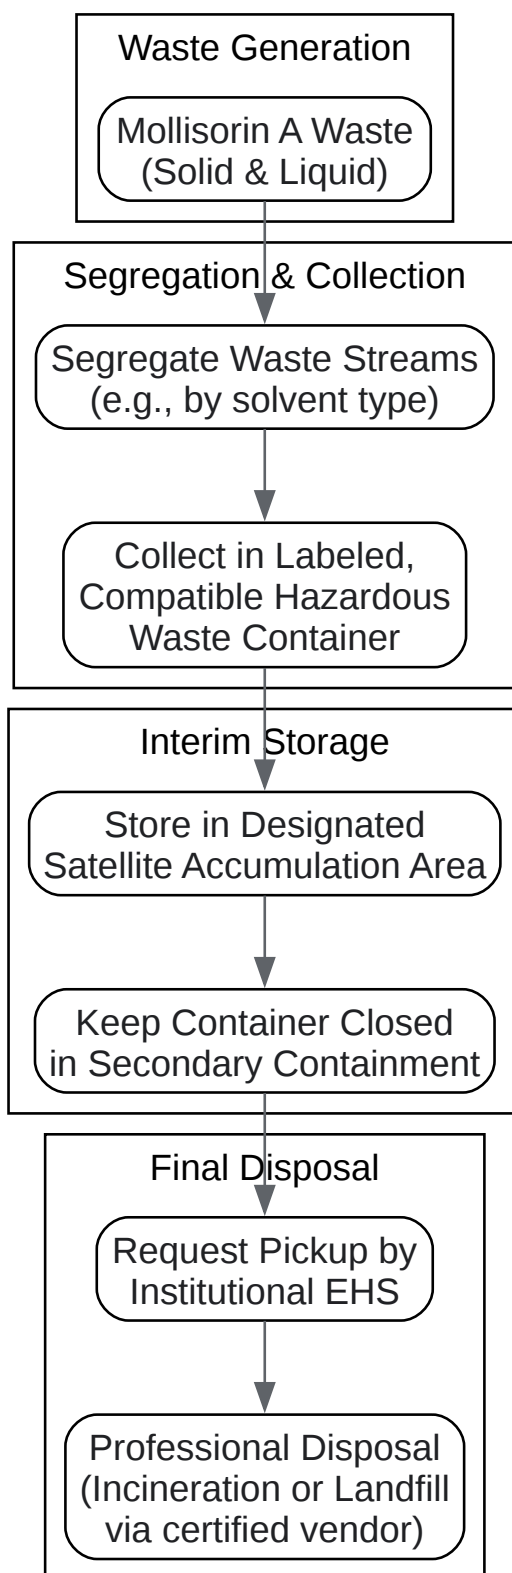 Waste Generation
Mollisorin A Waste
(Solid & Liquid)
Segregation & Collection
Segregate Waste Streams
(e.g., by solvent type)
Collect in Labeled,
Compatible Hazardous
Waste Container
Interim Storage
Store in Designated
Satellite Accumulation Area
Keep Container Closed
in Secondary Containment
Final Disposal
Request Pickup by
Institutional EHS
Professional Disposal
(Incineration or Landfill
via certified vendor)